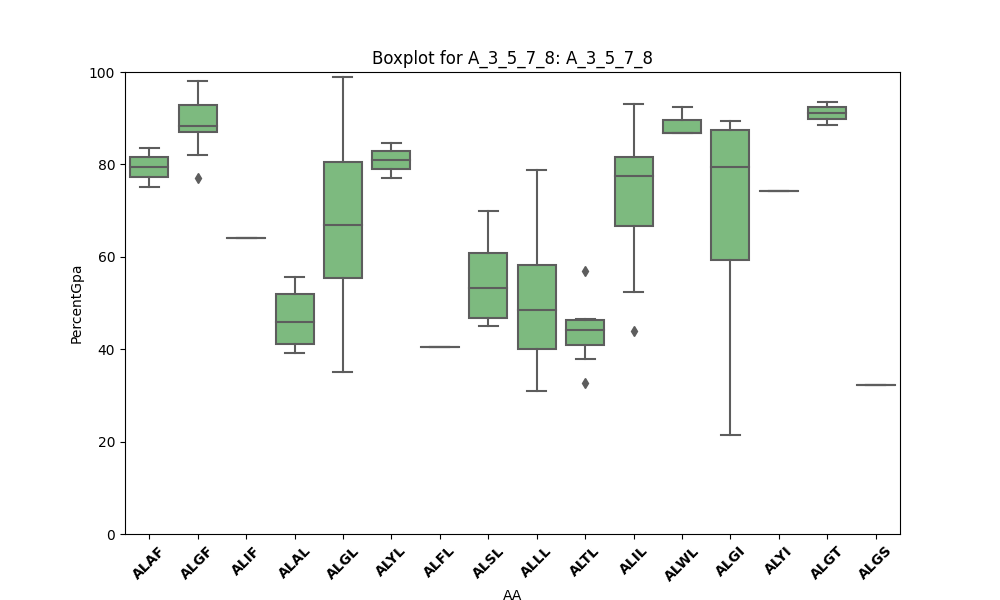 Boxplot for A_3_5_7_8: A_3_5_7_8
100
80
60
40
20
0
PercentGpa
ALAF ALGF ALIF ALAL ALGL ALYL ALFL ALSL ALLL ALTL ALIL ALWL ALGI ALYI ALGT ALGS
AA